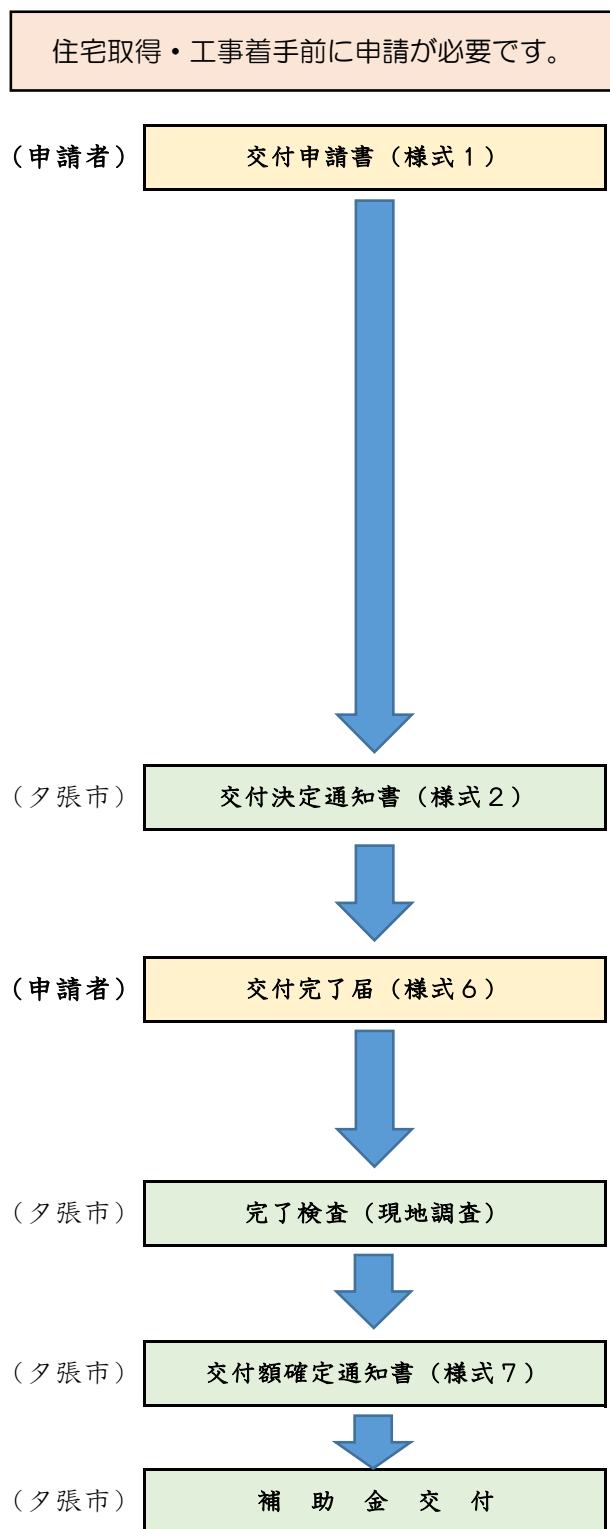 住宅取得・工事着手前に申請が必要です。
（申請者） 交付申請書（様式１）
（夕張市） 交付決定通知書（様式２）
（申請者） 交付完了届（様式６）
（夕張市） 完了検査（現地調査）
（夕張市） 交付額確定通知書（様式７）
（夕張市） 補　助　金　交　付